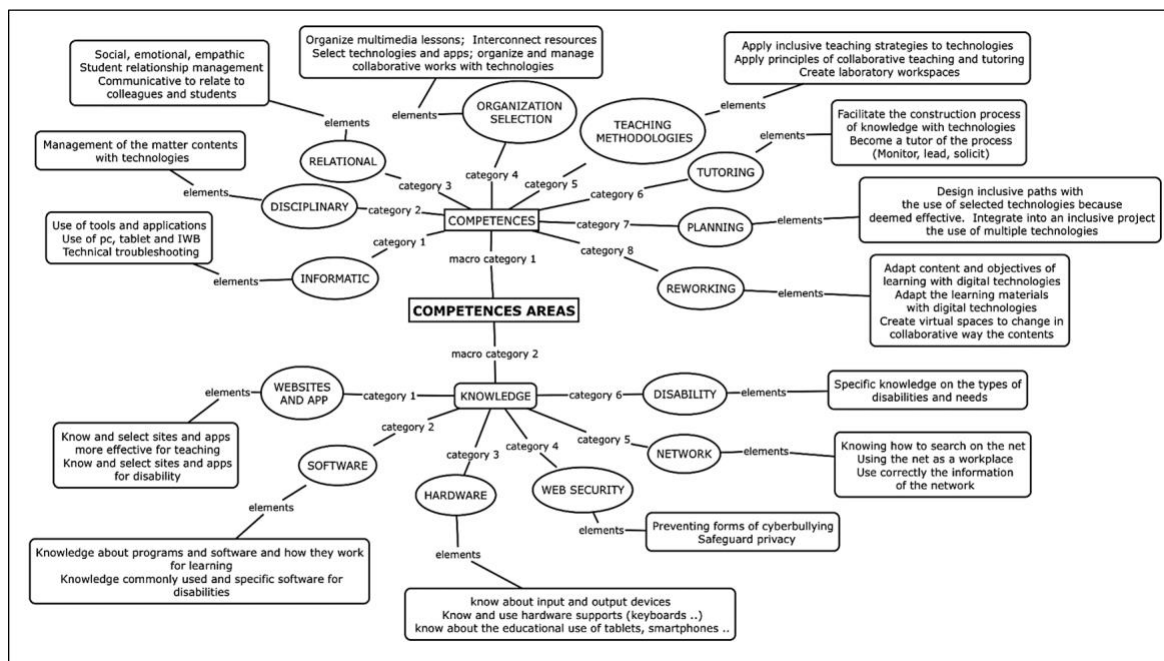 Social, emotional, empathic
Student relationship management
Communicative to relate to
colleagues and students
Organize multimedia lessons; Interconnect resources
Select technologies and apps; organize and manage
collaborative works with technologies
Apply inclusive teaching strategies to technologies
Apply principles of collaborative teaching and tutoring
Create laboratory workspaces
elements
elements
elements
ORGANIZATION
SELECTION
TEACHING
METHODOLOGIES
Facilitate the construction process
of knowledge with technologies
Become a tutor of the process
(Monitor, lead, solicit)
elements
Management of the matter contents
with technologies
RELATIONAL
TUTORING
category 3
category 4
category 5
category 6
elements
DISCIPLINARY
category 2
COMPETENCES
category 7
PLANNING
elements
Design inclusive paths with
the use of selected technologies because
deemed effective. Integrate into an inclusive project
the use of multiple technologies
Use of tools and applications
Use of pc, tablet and IWB
Technical troubleshooting
category 1
category 8
macro category 1
elements
INFORMATIC
REWORKING
elements
Adapt content and objectives of
learning with digital technologies
Adapt the learning materials
with digital technologies
Create virtual spaces to change in
collaborative way the contents
COMPETENCES AREAS
macro category 2
elements
WEBSITES
AND APP
category 1
KNOWLEDGE
category 6
DISABILITY
elements
Specific knowledge on the types of
disabilities and needs
Know and select sites and apps
more effective for teaching
Know and select sites and apps
for disability
category 2
category 3
category 4
category 5
NETWORK
elements
Knowing how to search on the net
Using the net as a workplace
Use correctly the information
of the network
SOFTWARE
HARDWARE
WEB SECURITY
elements
elements
elements
Preventing forms of cyberbullying
Safeguard privacy
Knowledge about programs and software and how they work
for learning
Knowledge commonly used and specific software for
disabilities
know about input and output devices
Know and use hardware supports (keyboards ..)
know about the educational use of tablets, smartphones ..